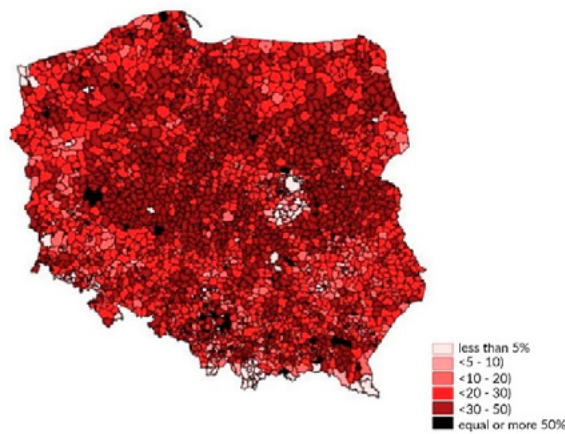 less than 5%
<5 - 10)
<10 - 20)
<20 - 30)
<30 - 50)
equal or more 50%